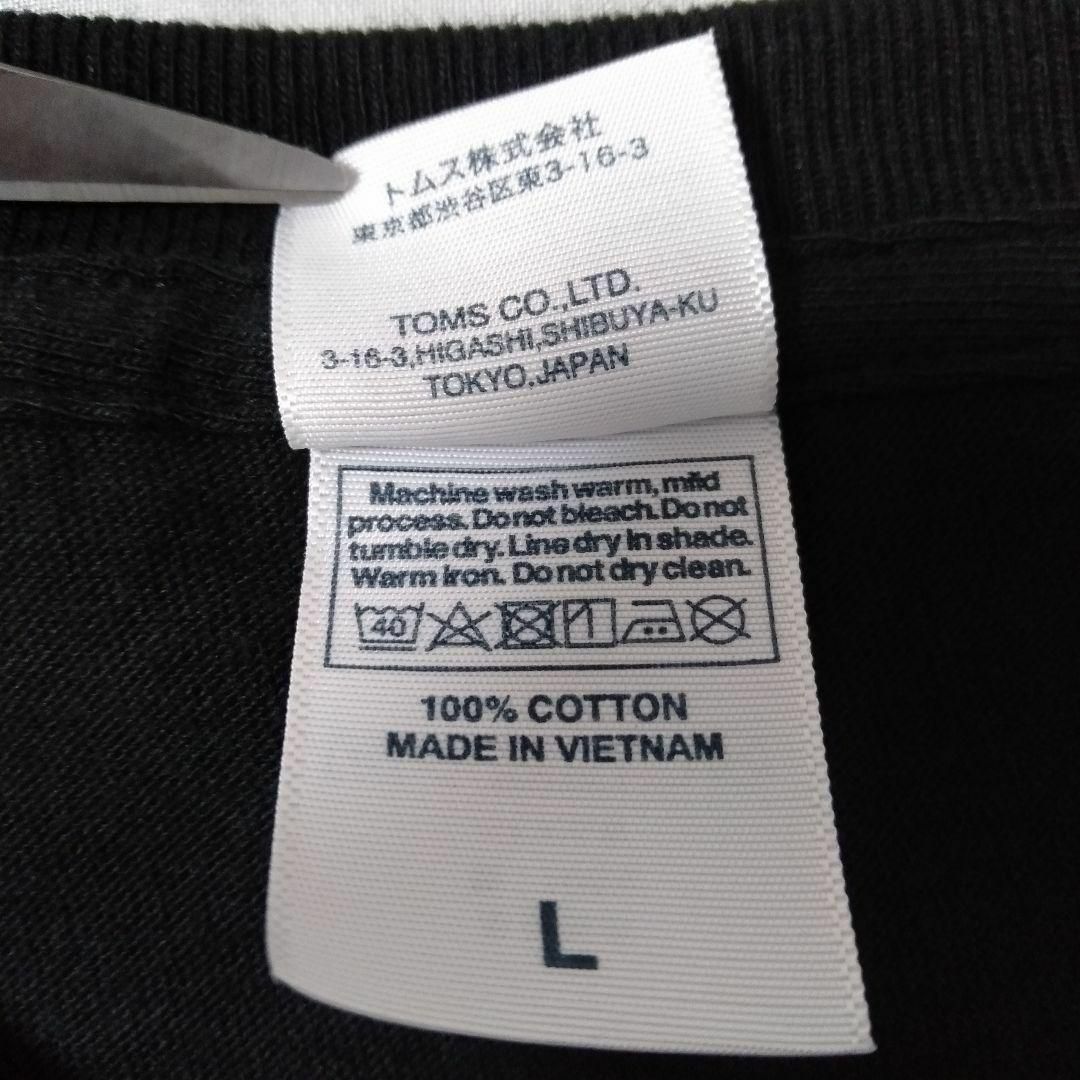 トムス株式会社
東京都渋谷区東3-16-3
TOMS CO.,LTD.
3-16-3,HIGASHI,SHIBUYA-KU
TOKYO,JAPAN
Machine wash warm, mild
process. Do not bleach. Do not
tumble dry. Line dry in shade.
Warm iron. Do not dry clean.
40
100% COTTON
MADE IN VIETNAM
L